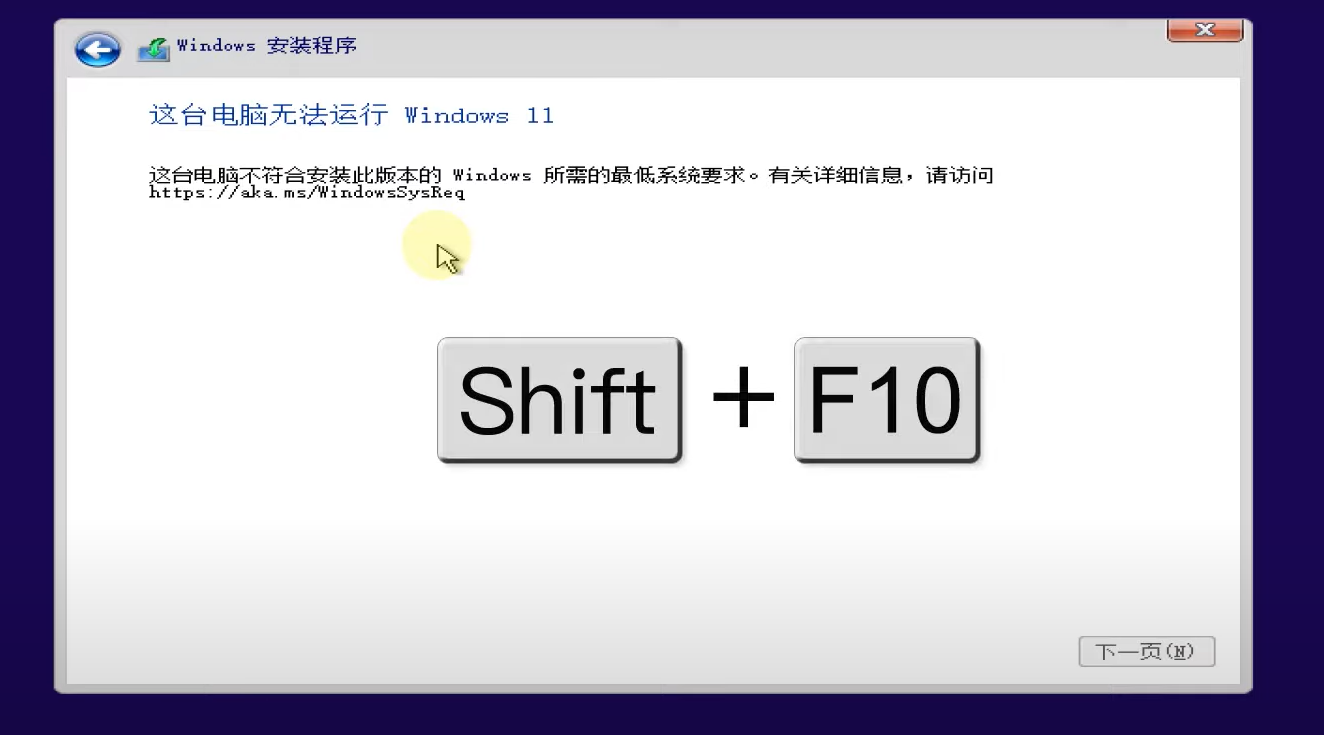 Windows 安装程序
这台电脑无法运行 Windows 11
这台电脑不符合安装此版本的 Windows 所需的最低系统要求。有关详细信息，请访问
https://aka.ms/WindowsSysReq
Shift + F10
下一页(N)